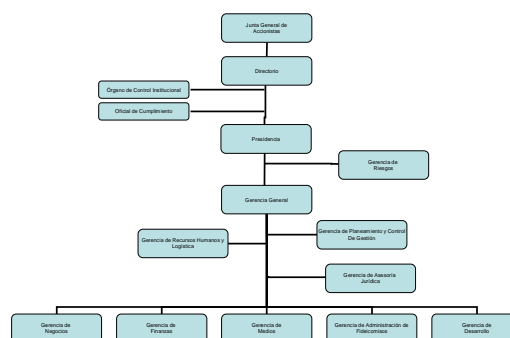 Junta General de
Accionistas
Directorio
Órgano de Control Institucional
Oficial de Cumplimiento
Presidencia
Gerencia de
Riesgos
Gerencia General
Gerencia de Planeamiento y Control
De Gestión
Gerencia de Recursos Humanos y
Logística
Gerencia de Asesoría
Jurídica
Gerencia de
Negocios
Gerencia de
Finanzas
Gerencia de
Medios
Gerencia de Administración de
Fideicomisos
Gerencia de
Desarrollo